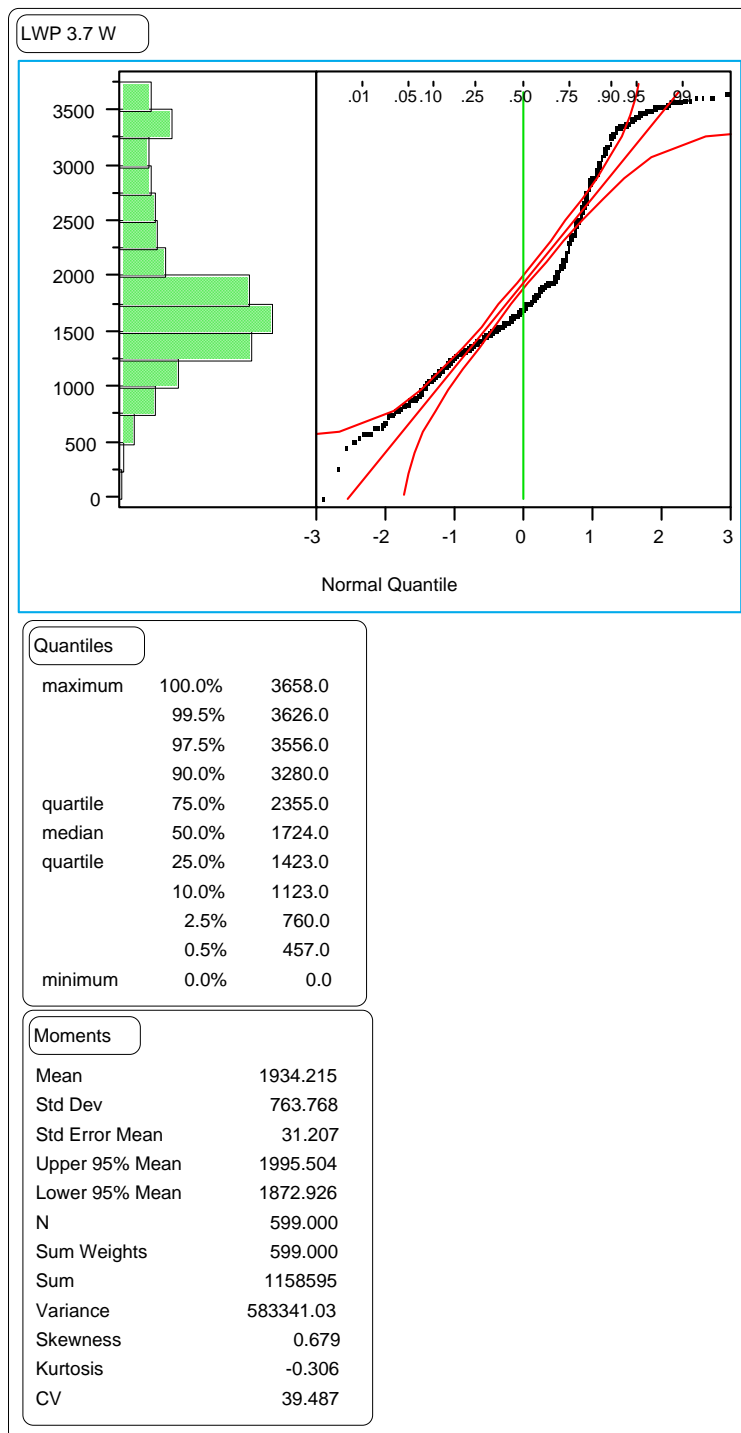 LWP 3.7 W
.01 .05 .10 .25 .50 .75 .90 .95 .99
3500
3000
2500
2000
1500
1000
500
0
-3 -2 -1 0 1 2 3
Normal Quantile
Quantiles
maximum 100.0% 3658.0
99.5% 3626.0
97.5% 3556.0
90.0% 3280.0
quartile 75.0% 2355.0
median 50.0% 1724.0
quartile 25.0% 1423.0
10.0% 1123.0
2.5% 760.0
0.5% 457.0
minimum 0.0% 0.0
Moments
Mean 1934.215
Std Dev 763.768
Std Error Mean 31.207
Upper 95% Mean 1995.504
Lower 95% Mean 1872.926
N 599.000
Sum Weights 599.000
Sum 1158595
Variance 583341.03
Skewness 0.679
Kurtosis -0.306
CV 39.487